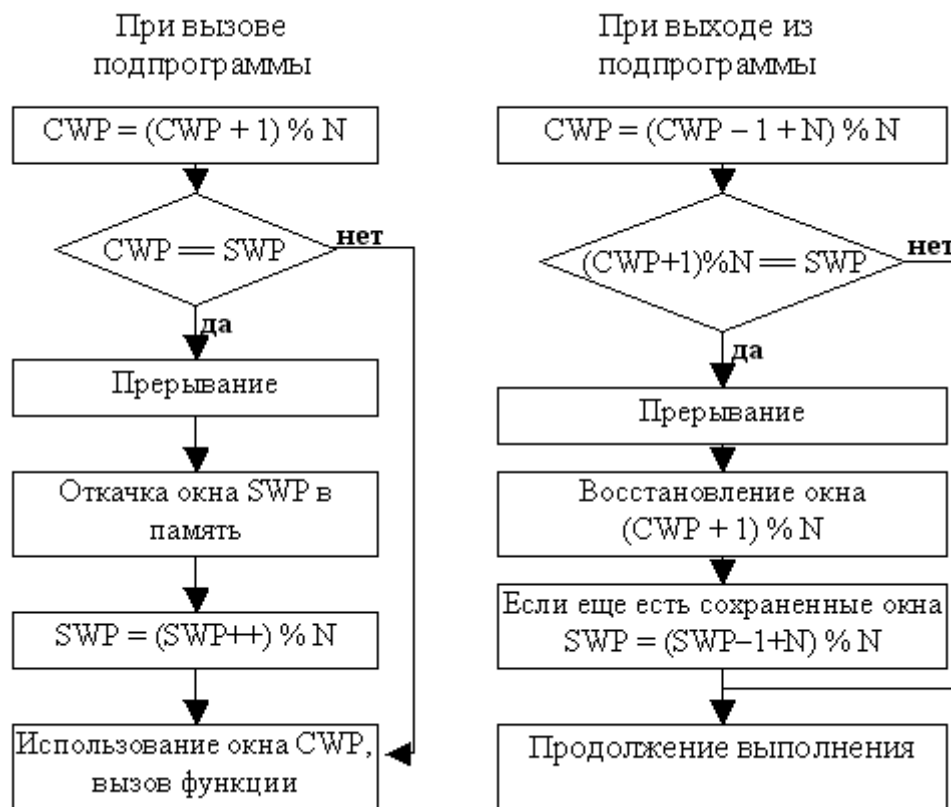 При вызове
подпрограммы
CWP = (CWP + 1) % N
CWP == SWP
нет
да
Прерывание
Откачка окна SWP в
память
SWP = (SWP++) % N
Использование окна CWP,
вызов функции
При выходе из
подпрограммы
CWP = (CWP – 1 + N) % N
(CWP+1)%N == SWP
нет
да
Прерывание
Восстановление окна
(CWP + 1) % N
Если еще есть сохраненные окна
SWP = (SWP–1+N) % N
Продолжение выполнения